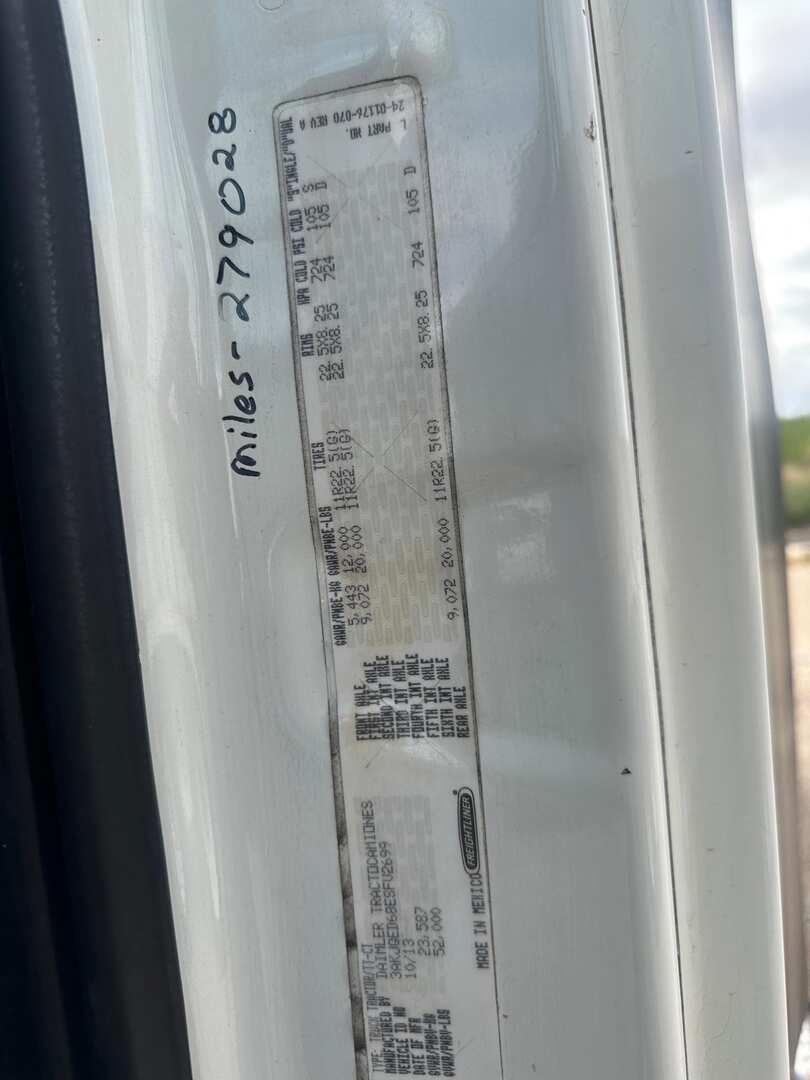 miles - 279028
TYPE TRUCK TRACTOR/TT-CT
MANUFACTURED BY DAIMLER TRACTOCAMIONES
VEHICLE ID NO
DATE OF MFR 10/13
GVWR/PNBV-KG 23,587
GVWR/PNBV-LBS 52,000
MADE IN MEXICO FREIGHTLINER®
GAWR/PNBE-KG GAWR/PNBE-LBS TIRES RIMS KPA COLD PSI COLD "S"INGLE/"D"UAL
FRONT AXLE 5,443 12,000 11R22.5(G) 22.5X8.25 724 105 S
FIRST INT AXLE 9,072 20,000 11R22.5(G) 22.5X8.25 724 105 D
SECOND INT AXLE
THIRD INT AXLE
FOURTH INT AXLE
FIFTH INT AXLE
SIXTH INT AXLE
REAR AXLE 9,072 20,000 11R22.5(G) 22.5X8.25 724 105 D
PART NO.
24-01176-070 REV A